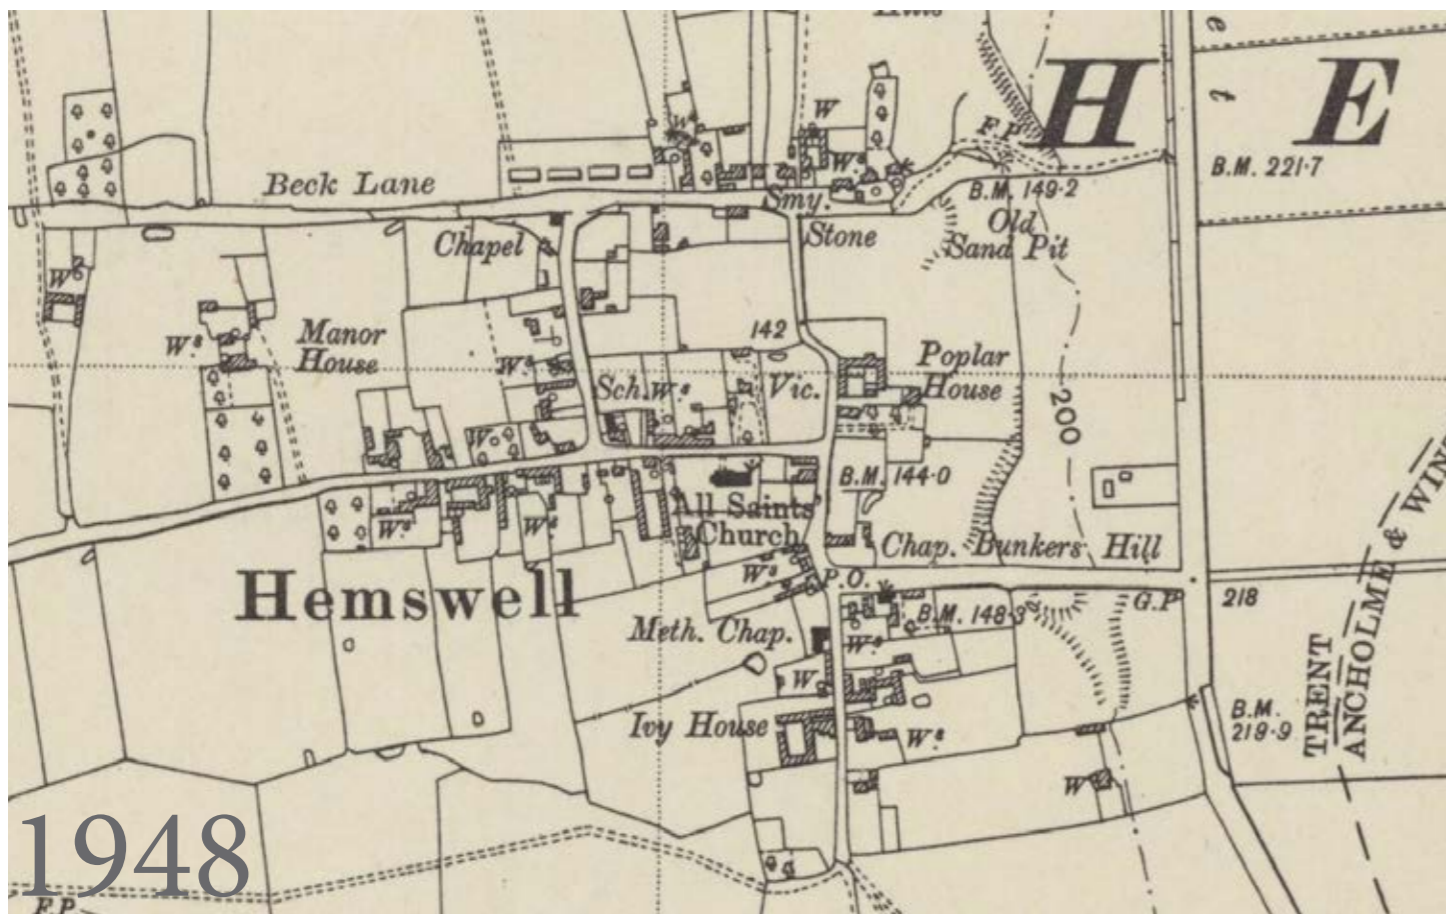 H E
e
t
W
F.P.
B.M. 221·7
W.s
Beck Lane
B.M. 149·2
Smy.
Old
Sand Pit
Chapel
Stone
W
142
Manor
House
W.s
Poplar
House
W.s
Sch.
W.s
Vic.
200
W
B.M. 144·0
All Saints
Church
W.s
W.s
Chap.
Bunkers Hill
W.s
P.O.
Hemswell
B.M. 148·3
G.P.
218
Meth. Chap.
W.s
W
TRENT
ANCHOLME & WIN
Ivy House
W.s
B.M.
219·9
W
1948
F.P.